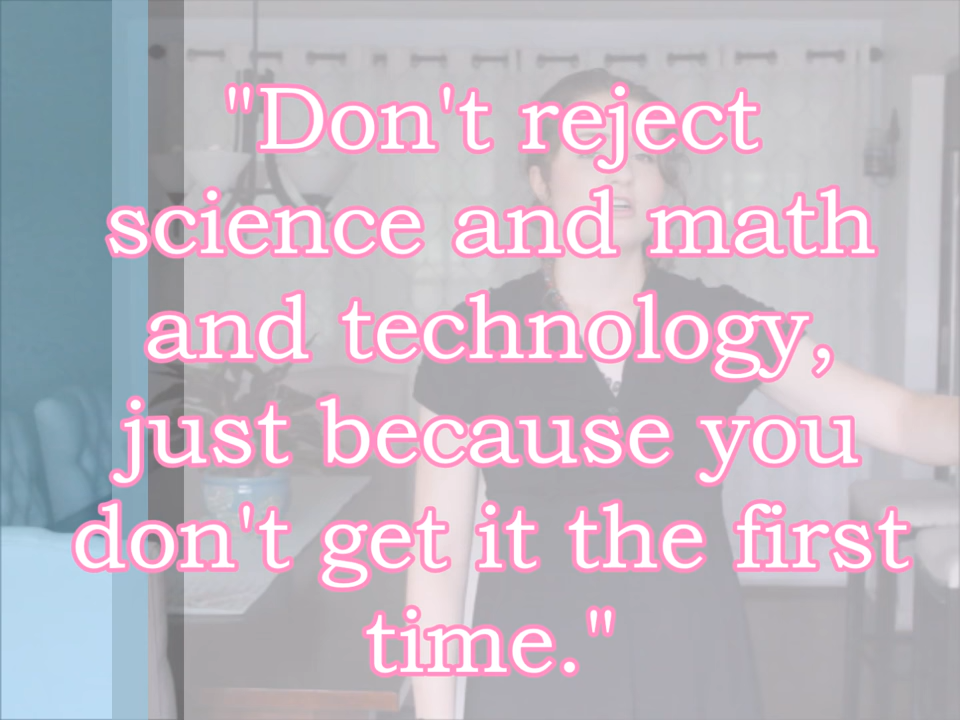 "Don't reject
science and math
and technology,
just because you
don't get it the first
time."